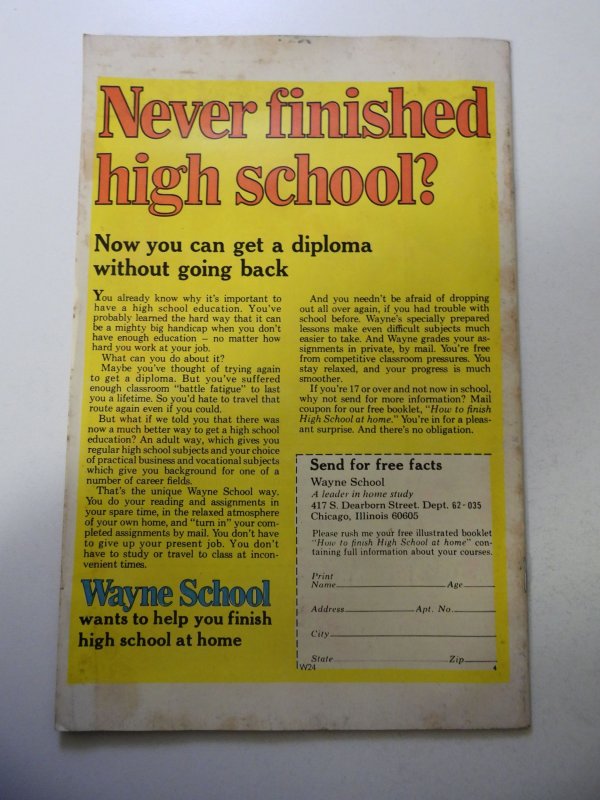 Never finished
high school?
Now you can get a diploma
without going back
You already know why it's important to
have a high school education. You've
probably learned the hard way that it can
be a mighty big handicap when you don't
have enough education – no matter how
hard you work at your job.
What can you do about it?
Maybe you've thought of trying again
to get a diploma. But you've suffered
enough classroom "battle fatigue" to last
you a lifetime. So you'd hate to travel that
route again even if you could.
But what if we told you that there was
now a much better way to get a high school
education? An adult way, which gives you
regular high school subjects and your choice
of practical business and vocational subjects
which give you background for one of a
number of career fields.
That's the unique Wayne School way.
You do your reading and assignments in
your spare time, in the relaxed atmosphere
of your own home, and "turn in" your com-
pleted assignments by mail. You don't have
to give up your present job. You don't
have to study or travel to class at incon-
venient times.
Wayne School
wants to help you finish
high school at home
And you needn't be afraid of dropping
out all over again, if you had trouble with
school before. Wayne's specially prepared
lessons make even difficult subjects much
easier to take. And Wayne grades your as-
signments in private, by mail. You're free
from competitive classroom pressures. You
stay relaxed, and your progress is much
smoother.
If you're 17 or over and not now in school,
why not send for more information? Mail
coupon for our free booklet, "How to finish
High School at home." You're in for a pleas-
ant surprise. And there's no obligation.
Send for free facts
Wayne School
A leader in home study
417 S. Dearborn Street. Dept. 62-035
Chicago, Illinois 60605
Please rush me your free illustrated booklet
"How to finish High School at home" con-
taining full information about your courses.
Print
Name Age
Address Apt. No.
City
State Zip
W24 4